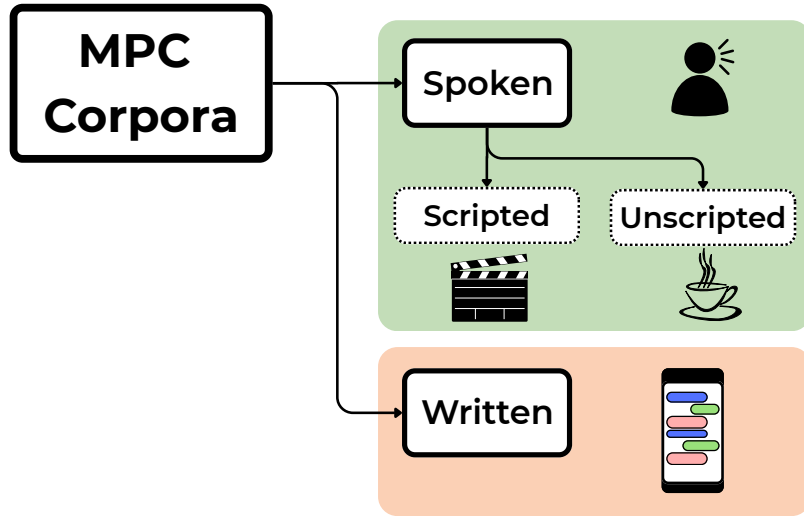 MPC
Corpora
Spoken
Scripted
Unscripted
Written